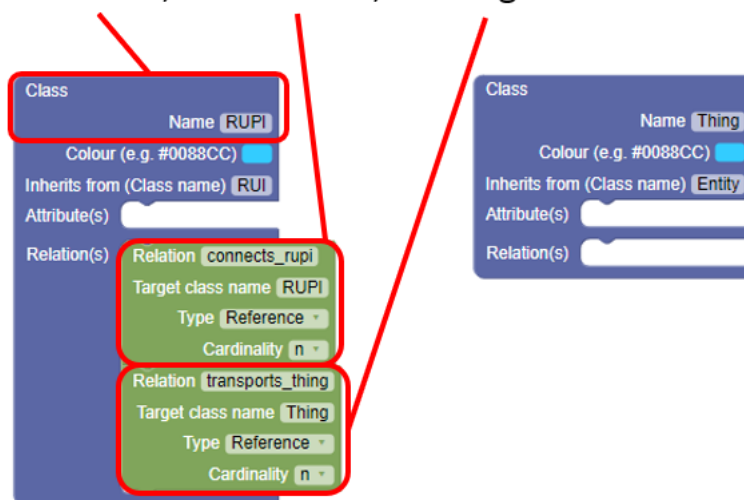 Class
Name RUPI
Colour (e.g. #0088CC)
Inherits from (Class name) RUI
Attribute(s)
Relation(s)
Relation connects_rupi
Target class name RUPI
Type Reference
Cardinality n
Relation transports_thing
Target class name Thing
Type Reference
Cardinality n
Class
Name Thing
Colour (e.g. #0088CC)
Inherits from (Class name) Entity
Attribute(s)
Relation(s)